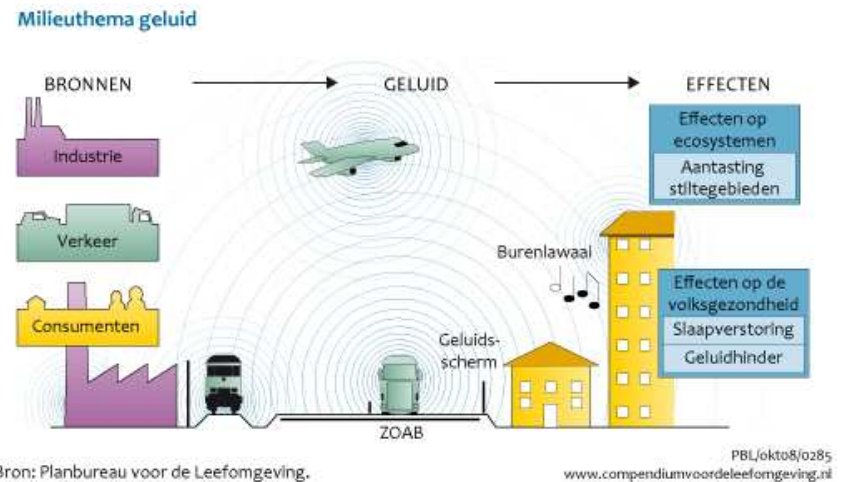 Milieuthema geluid
BRONNEN
GELUID
EFFECTEN
Industrie
Verkeer
Consumenten
Burenlawaai
Geluids-
scherm
ZOAB
Effecten op
ecosystemen
Aantasting
stiltegebieden
Effecten op de
volksgezondheid
Slaapverstoring
Geluidhinder
Bron: Planbureau voor de Leefomgeving.
PBL/okt08/0285
www.compendiumvoordeleefomgeving.nl